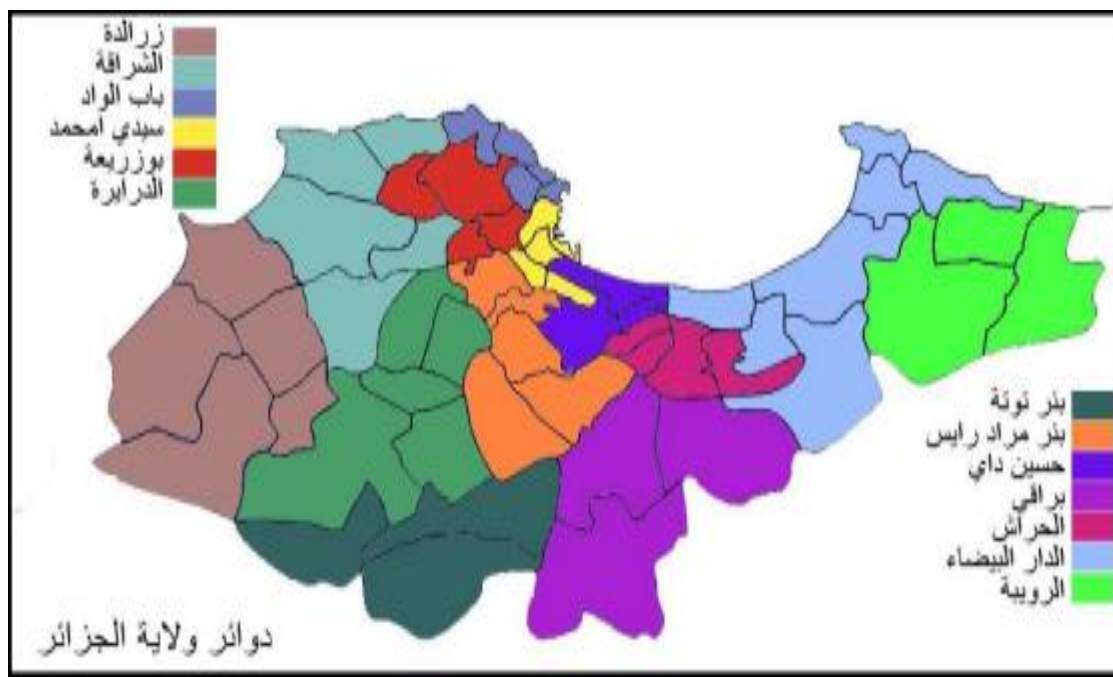 زرالدة
الشراقة
باب الواد
سيدي امحمد
بوزريعة
الدرايرة
بئر توتة
بئر مراد رايس
حسين داي
براقي
الحراش
الدار البيضاء
الرويبة
دوائر ولاية الجزائر